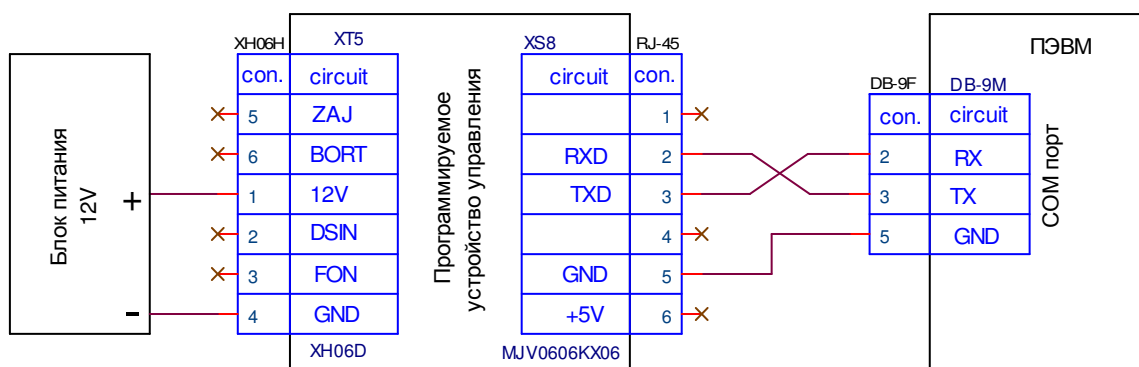 Блок питания
12V
+
-
XH06H
XT5
con.
circuit
5
ZAJ
6
BORT
1
12V
2
DSIN
3
FON
4
GND
XH06D
Программируемое
устройство управления
XS8
RJ-45
circuit
con.
1
RXD
2
TXD
3
4
GND
5
+5V
6
MJV0606KX06
ПЭВМ
DB-9F
DB-9M
con.
circuit
2
RX
3
TX
5
GND
COM порт